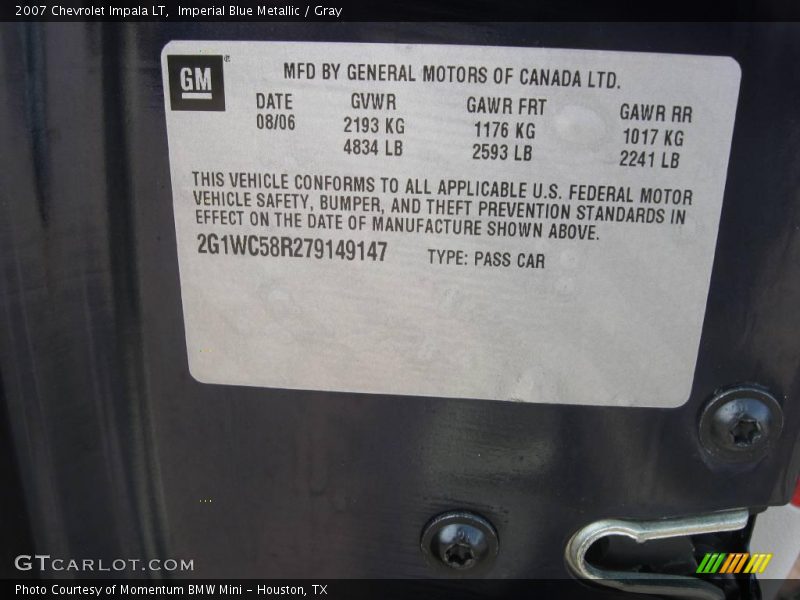 2007 Chevrolet Impala LT, Imperial Blue Metallic / Gray
GM®
MFD BY GENERAL MOTORS OF CANADA LTD.
DATE GVWR GAWR FRT GAWR RR
08/06 2193 KG 1176 KG 1017 KG
4834 LB 2593 LB 2241 LB
THIS VEHICLE CONFORMS TO ALL APPLICABLE U.S. FEDERAL MOTOR
VEHICLE SAFETY, BUMPER, AND THEFT PREVENTION STANDARDS IN
EFFECT ON THE DATE OF MANUFACTURE SHOWN ABOVE.
2G1WC58R279149147 TYPE: PASS CAR
GTCARLOT.COM
Photo Courtesy of Momentum BMW Mini - Houston, TX